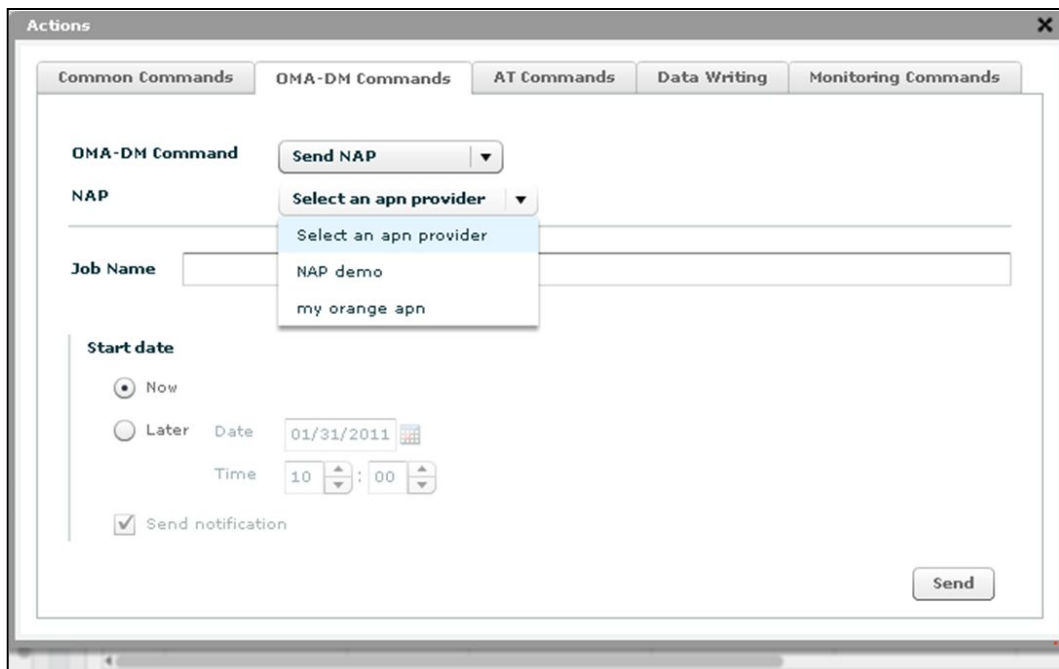 Actions
Common Commands
OMA-DM Commands
AT Commands
Data Writing
Monitoring Commands
OMA-DM Command
Send NAP
NAP
Select an apn provider
Select an apn provider
NAP demo
my orange apn
Job Name
Start date
Now
Later Date 01/31/2011
Time 10 : 00
Send notification
Send